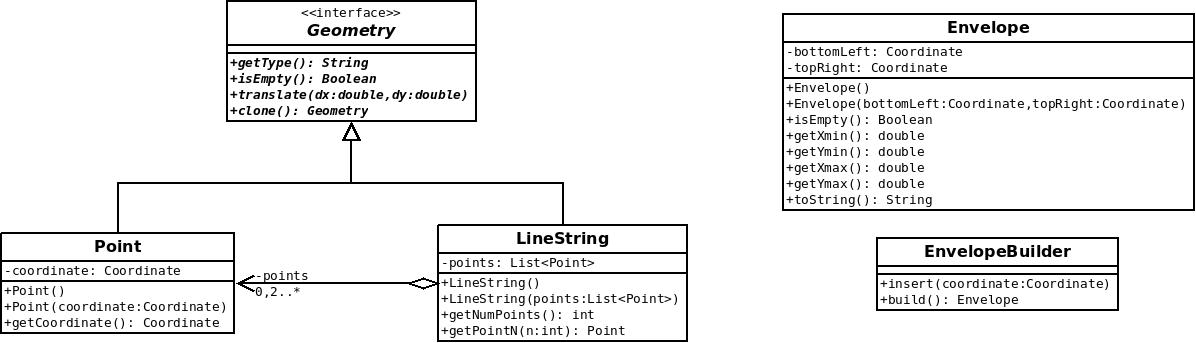 <<interface>>
Geometry
+getType(): String
+isEmpty(): Boolean
+translate(dx:double,dy:double)
+clone(): Geometry
Point
-coordinate: Coordinate
+Point()
+Point(coordinate:Coordinate)
+getCoordinate(): Coordinate
-points
0,2..*
LineString
-points: List<Point>
+LineString()
+LineString(points:List<Point>)
+getNumPoints(): int
+getPointN(n:int): Point
Envelope
-bottomLeft: Coordinate
-topRight: Coordinate
+Envelope()
+Envelope(bottomLeft:Coordinate,topRight:Coordinate)
+isEmpty(): Boolean
+getXmin(): double
+getYmin(): double
+getXmax(): double
+getYmax(): double
+toString(): String
EnvelopeBuilder
+insert(coordinate:Coordinate)
+build(): Envelope